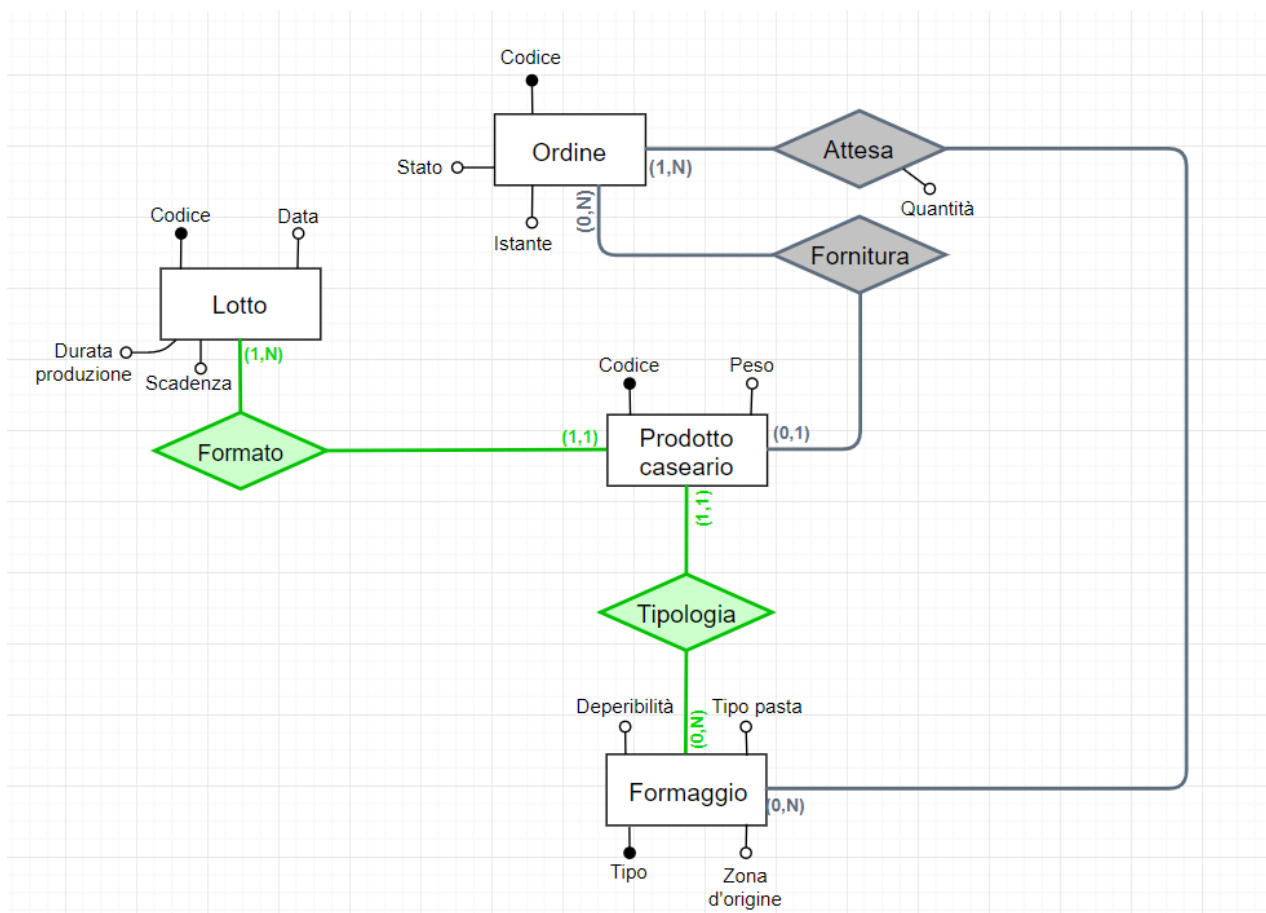 Codice
Ordine
Attesa
Stato
(1,N)
Quantità
(0,N)
Istante
Fornitura
Codice
Data
Lotto
Durata
produzione
Scadenza
(1,N)
Codice
Peso
Formato
(1,1)
Prodotto
caseario
(0,1)
(1,1)
Tipologia
Deperibilità
Tipo pasta
(0,N)
Formaggio
(0,N)
Tipo
Zona
d'origine